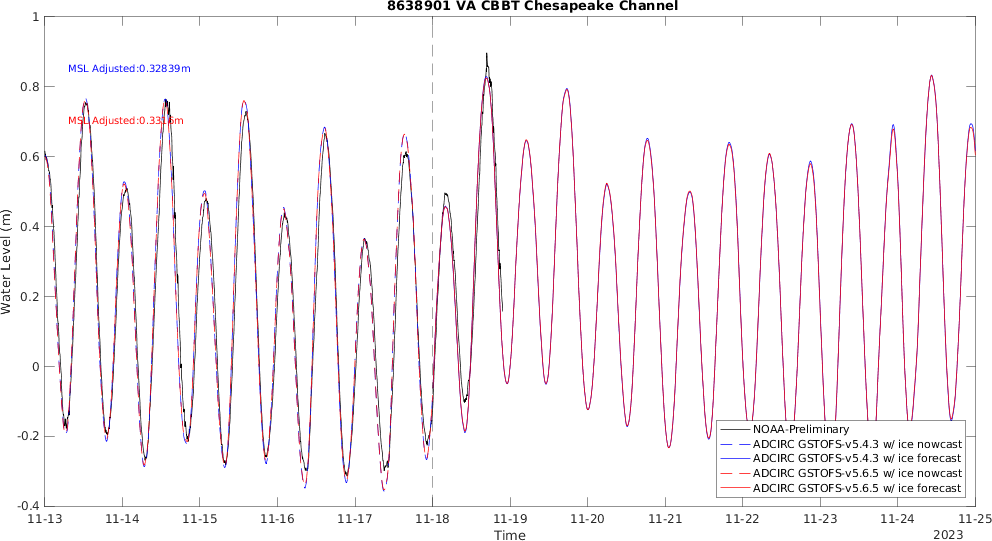 8638901 VA CBBT Chesapeake Channel
1
0.8
0.6
0.4
0.2
0
-0.2
-0.4
Water Level (m)
MSL Adjusted:0.32839m
MSL Adjusted:0.3316m
NOAA-Preliminary
ADCIRC GSTOFS-v5.4.3 w/ ice nowcast
ADCIRC GSTOFS-v5.4.3 w/ ice forecast
ADCIRC GSTOFS-v5.6.5 w/ ice nowcast
ADCIRC GSTOFS-v5.6.5 w/ ice forecast
11-13 11-14 11-15 11-16 11-17 11-18 11-19 11-20 11-21 11-22 11-23 11-24 11-25
Time
2023